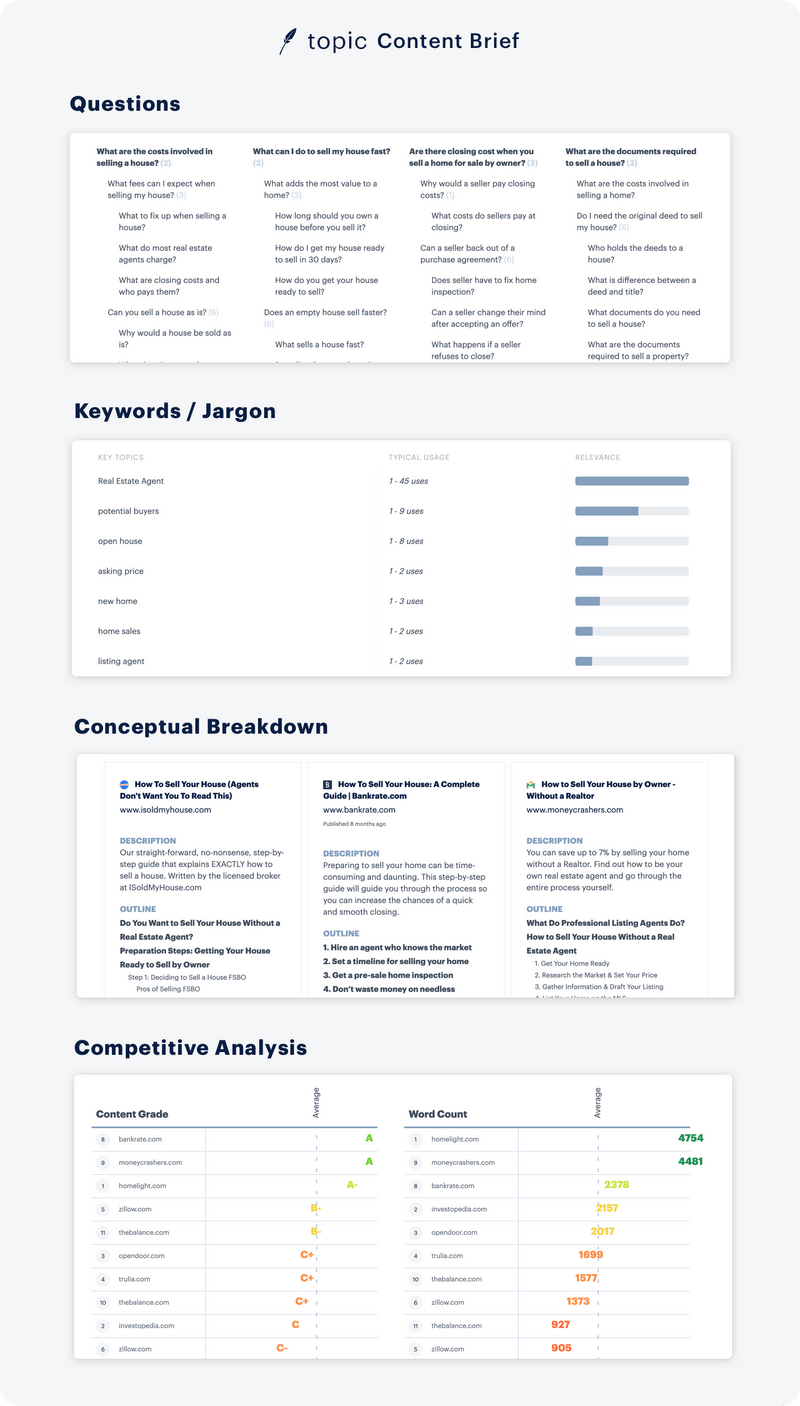 topic Content Brief
Questions
What are the costs involved in
selling a house? (2)
What fees can I expect when
selling my house? (3)
What to fix up when selling a
house?
What do most real estate
agents charge?
What are closing costs and
who pays them?
Can you sell a house as is? (6)
Why would a house be sold as
is?
What can I do to sell my house fast?
(3)
What adds the most value to a
home? (3)
How long should you own a
house before you sell it?
How do I get my house ready
to sell in 30 days?
How do you get your house
ready to sell?
Does an empty house sell faster?
(6)
What sells a house fast?
Are there closing cost when you
sell a home for sale by owner? (3)
Why would a seller pay closing
costs? (1)
What costs do sellers pay at
closing?
Can a seller back out of a
purchase agreement? (6)
Does seller have to fix home
inspection?
Can a seller change their mind
after accepting an offer?
What happens if a seller
refuses to close?
What are the documents required
to sell a house? (3)
What are the costs involved in
selling a home?
Do I need the original deed to sell
my house? (6)
Who holds the deeds to a
house?
What is difference between a
deed and title?
What documents do you need
to sell a house?
What are the documents
required to sell a property?
Keywords / Jargon
KEY TOPICS TYPICAL USAGE RELEVANCE
Real Estate Agent 1 - 45 uses
potential buyers 1 - 9 uses
open house 1 - 8 uses
asking price 1 - 2 uses
new home 1 - 3 uses
home sales 1 - 2 uses
listing agent 1 - 2 uses
Conceptual Breakdown
How To Sell Your House (Agents
Don't Want You To Read This)
www.isoldmyhouse.com
DESCRIPTION
Our straight-forward, no-nonsense, step-by-
step guide that explains EXACTLY how to
sell a house. Written by the licensed broker
at ISoldMyHouse.com
OUTLINE
Do You Want to Sell Your House Without a
Real Estate Agent?
Preparation Steps: Getting Your House
Ready to Sell by Owner
Step 1: Deciding to Sell a House FSBO
Pros of Selling FSBO
B How To Sell Your House: A Complete
Guide | Bankrate.com
www.bankrate.com
Published 8 months ago
DESCRIPTION
Preparing to sell your home can be time-
consuming and daunting. This step-by-step
guide will guide you through the process so
you can increase the chances of a quick
and smooth closing.
OUTLINE
1. Hire an agent who knows the market
2. Set a timeline for selling your home
3. Get a pre-sale home inspection
4. Don't waste money on needless
How to Sell Your House by Owner -
Without a Realtor
www.moneycrashers.com
DESCRIPTION
You can save up to 7% by selling your home
without a Realtor. Find out how to be your
own real estate agent and go through the
entire process yourself.
OUTLINE
What Do Professional Listing Agents Do?
How to Sell Your House Without a Real
Estate Agent
1. Get Your Home Ready
2. Research the Market & Set Your Price
3. Gather Information & Draft Your Listing
4. List Your Home on the MLS
Competitive Analysis
Content Grade Average
8 bankrate.com A
9 moneycrashers.com A
1 homelight.com A-
5 zillow.com B-
11 thebalance.com B-
3 opendoor.com C+
4 trulia.com C+
10 thebalance.com C+
2 investopedia.com C
6 zillow.com C-
Word Count Average
1 homelight.com 4754
9 moneycrashers.com 4481
8 bankrate.com 2378
2 investopedia.com 2157
3 opendoor.com 2017
4 trulia.com 1699
10 thebalance.com 1577
6 zillow.com 1373
11 thebalance.com 927
5 zillow.com 905